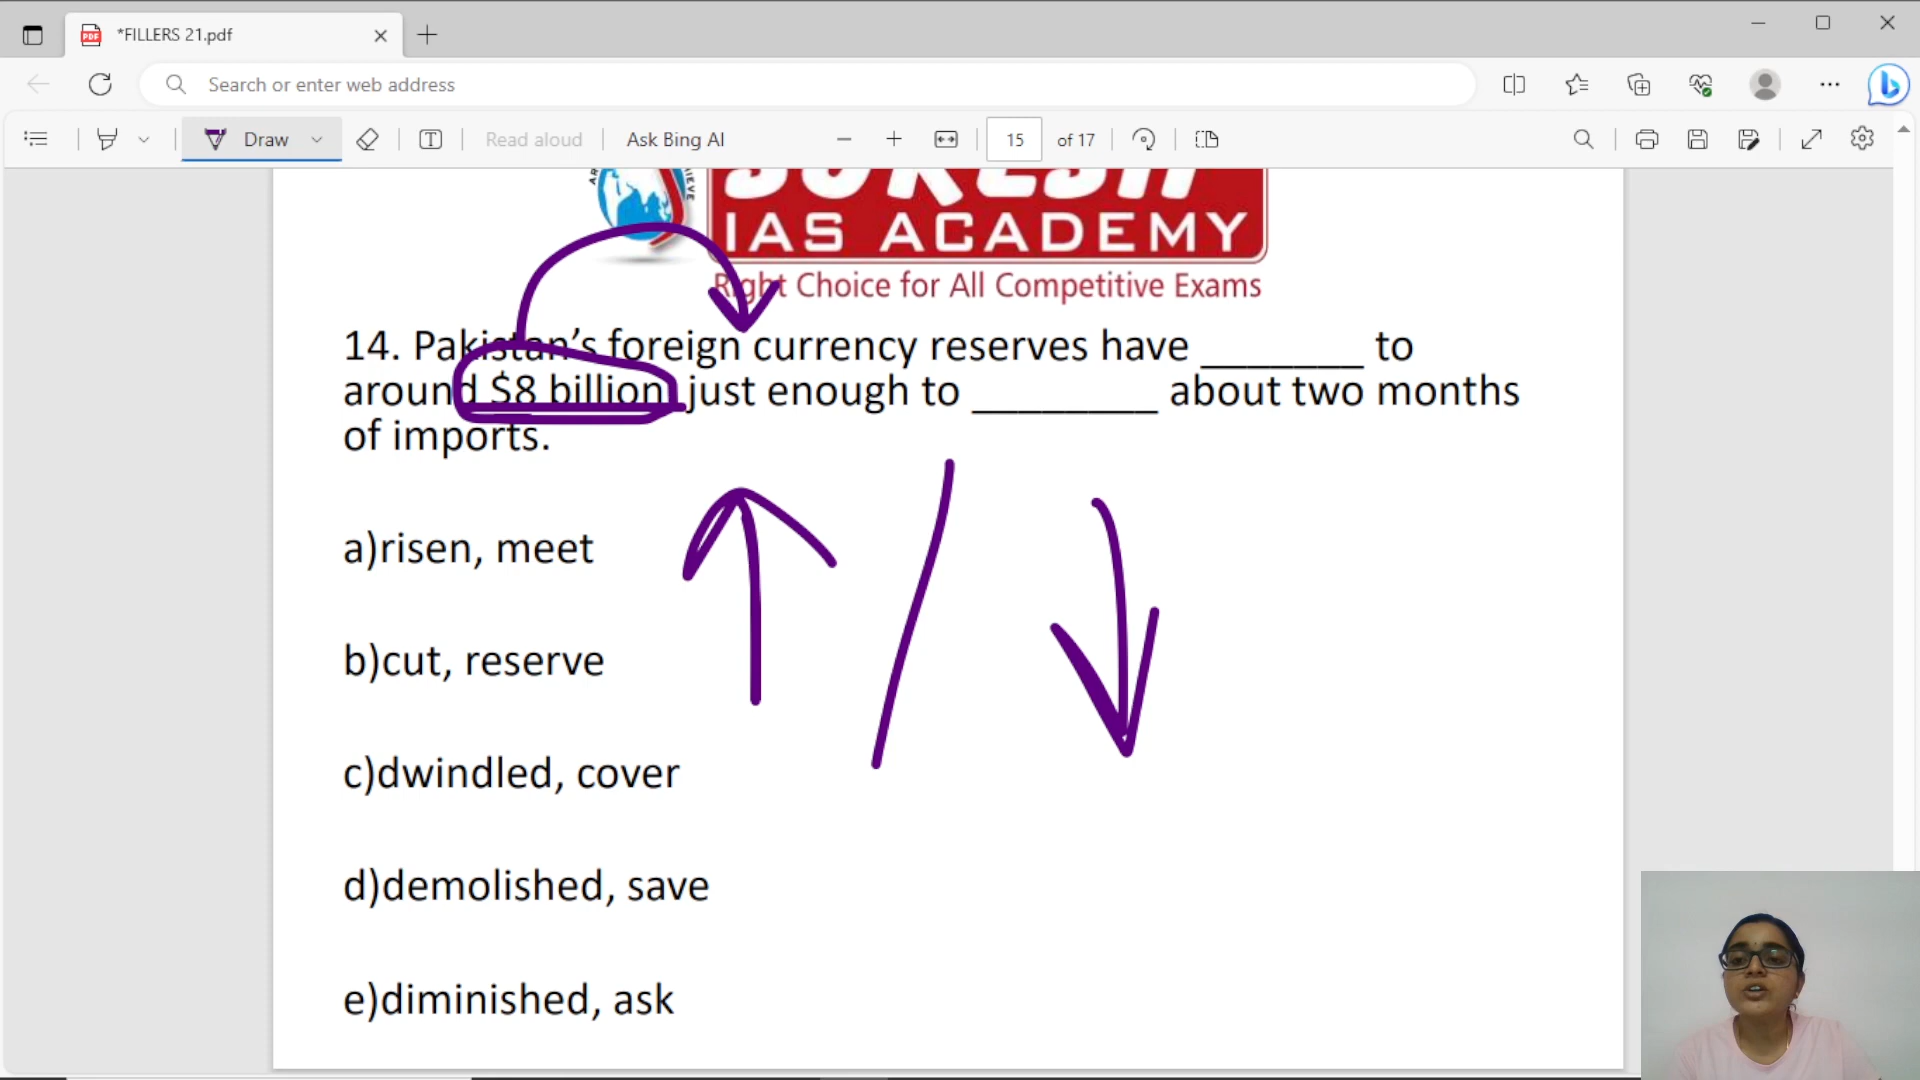 *FILLERS 21.pdf
Search or enter web address
Draw
Read aloud
Ask Bing AI
15 of 17
IAS ACADEMY
Right Choice for All Competitive Exams
14. Pakistan’s foreign currency reserves have _______ to
around $8 billion, just enough to ________ about two months
of imports.
a)risen, meet
b)cut, reserve
c)dwindled, cover
d)demolished, save
e)diminished, ask